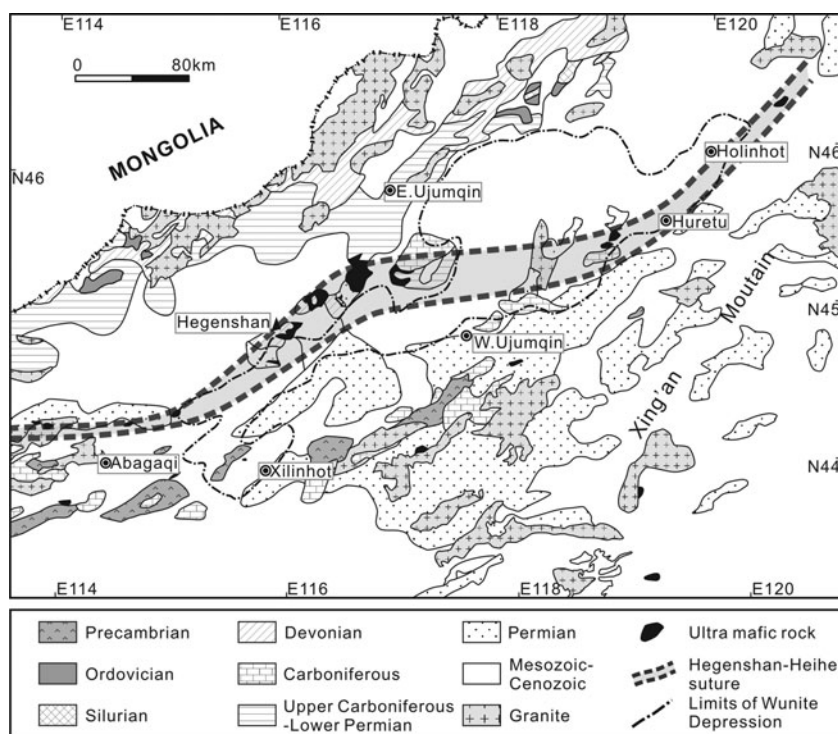 E114 E116 E118 E120
0 80km
MONGOLIA
Holinhot
N46
N46
E.Ujumqin
Huretu
Moutain
N45
Hegenshan
W.Ujumqin
Xing'an
Abagaqi
Xilinhot
N44
E114 E116 E118 E120
Precambrian
Ordovician
Silurian
Devonian
Carboniferous
Upper Carboniferous
-Lower Permian
Permian
Mesozoic-
Cenozoic
Granite
Ultra mafic rock
Hegenshan-Heihe
suture
Limits of Wunite
Depression